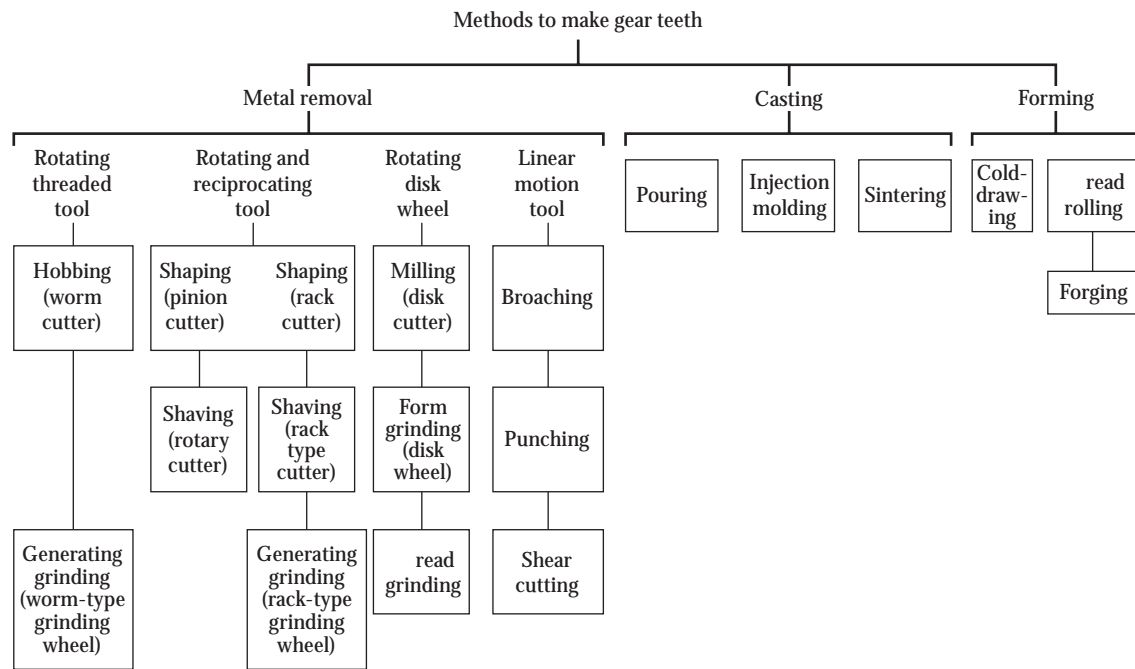 Methods to make gear teeth
Metal removal
Casting
Forming
Rotating
threaded
tool
Rotating and
reciprocating
tool
Rotating
disk
wheel
Linear
motion
tool
Pouring
Injection
molding
Sintering
Cold-
draw-
ing
read
rolling
Forging
Hobbing
(worm
cutter)
Shaping
(pinion
cutter)
Shaping
(rack
cutter)
Milling
(disk
cutter)
Broaching
Shaving
(rotary
cutter)
Shaving
(rack
type
cutter)
Form
grinding
(disk
wheel)
Punching
Generating
grinding
(worm-type
grinding
wheel)
Generating
grinding
(rack-type
grinding
wheel)
read
grinding
Shear
cutting